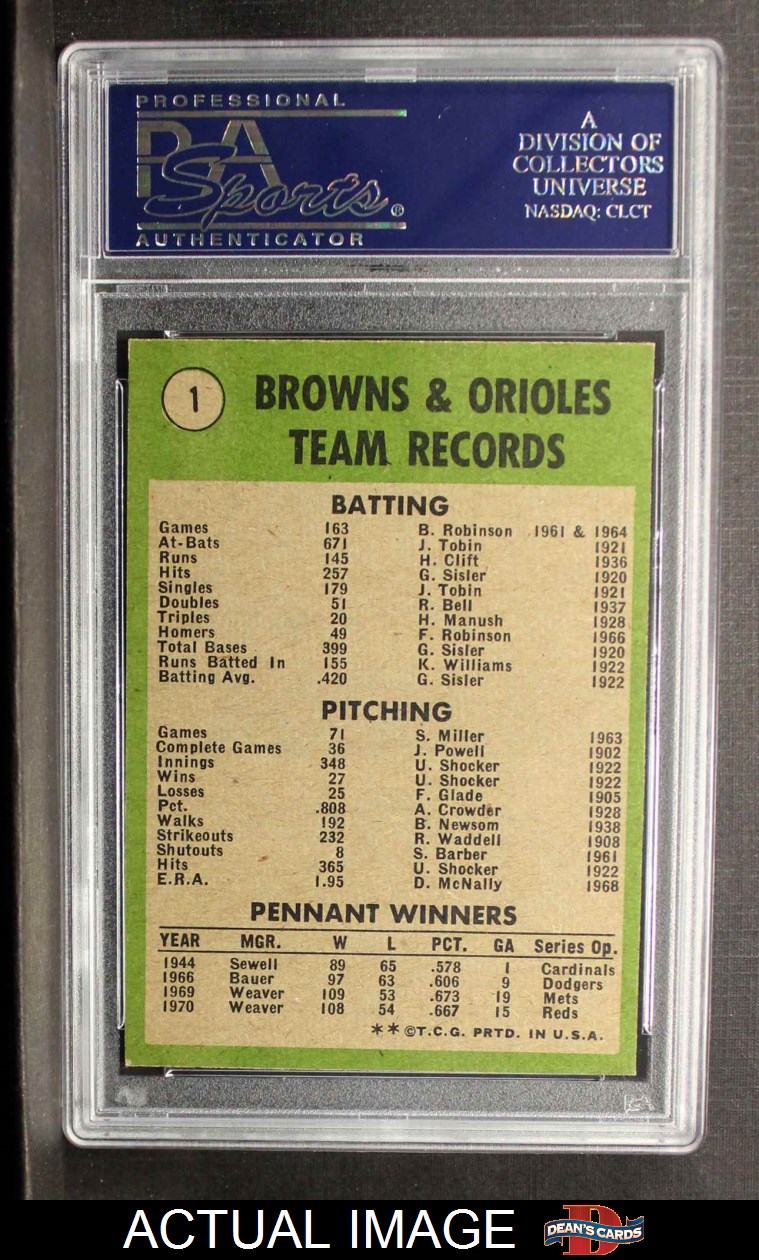 PROFESSIONAL
PSA
Sports®
AUTHENTICATOR
A
DIVISION OF
COLLECTORS
UNIVERSE
NASDAQ: CLCT
1
BROWNS & ORIOLES
TEAM RECORDS
BATTING
Games 163 B. Robinson 1961 & 1964
At-Bats 671 J. Tobin 1921
Runs 145 H. Clift 1936
Hits 257 G. Sisler 1920
Singles 179 J. Tobin 1921
Doubles 51 R. Bell 1937
Triples 20 H. Manush 1928
Homers 49 F. Robinson 1966
Total Bases 399 G. Sisler 1920
Runs Batted In 155 K. Williams 1922
Batting Avg. .420 G. Sisler 1922
PITCHING
Games 71 S. Miller 1963
Complete Games 36 J. Powell 1902
Innings 348 U. Shocker 1922
Wins 27 U. Shocker 1922
Losses 25 F. Glade 1905
Pct. .808 A. Crowder 1928
Walks 192 B. Newsom 1938
Strikeouts 232 R. Waddell 1908
Shutouts 8 S. Barber 1961
Hits 365 U. Shocker 1922
E.R.A. 1.95 D. McNally 1968
PENNANT WINNERS
YEAR MGR. W L PCT. GA Series Op.
1944 Sewell 89 65 .578 1 Cardinals
1966 Bauer 97 63 .606 9 Dodgers
1969 Weaver 109 53 .673 19 Mets
1970 Weaver 108 54 .667 15 Reds
**©T.C.G. PRTD. IN U.S.A.
PSA
ACTUAL IMAGE
D
DEAN'S CARDS